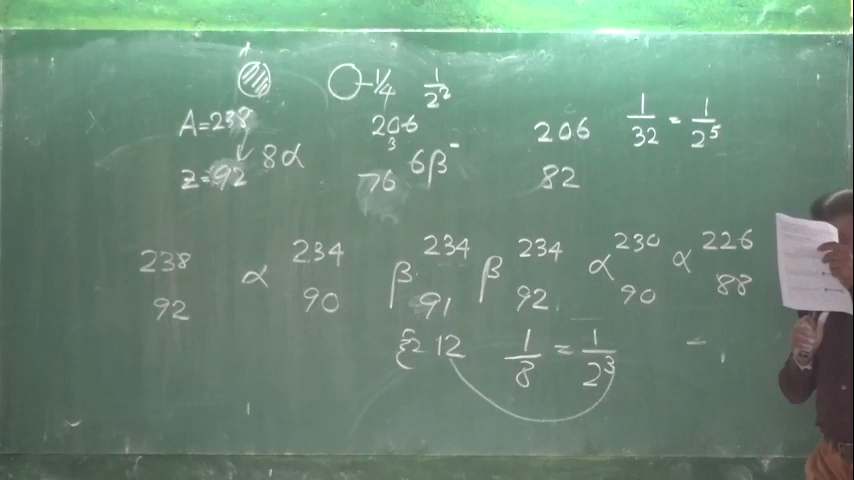 1/4 1/2²
A=238 206 206 1/32 = 1/2⁵
3
Z=92 8α 76 6β⁻ 82
238 α 234 β 234 β 234 α 230 α 226
92 90 91 92 90 88
12 1/8 = 1/2³